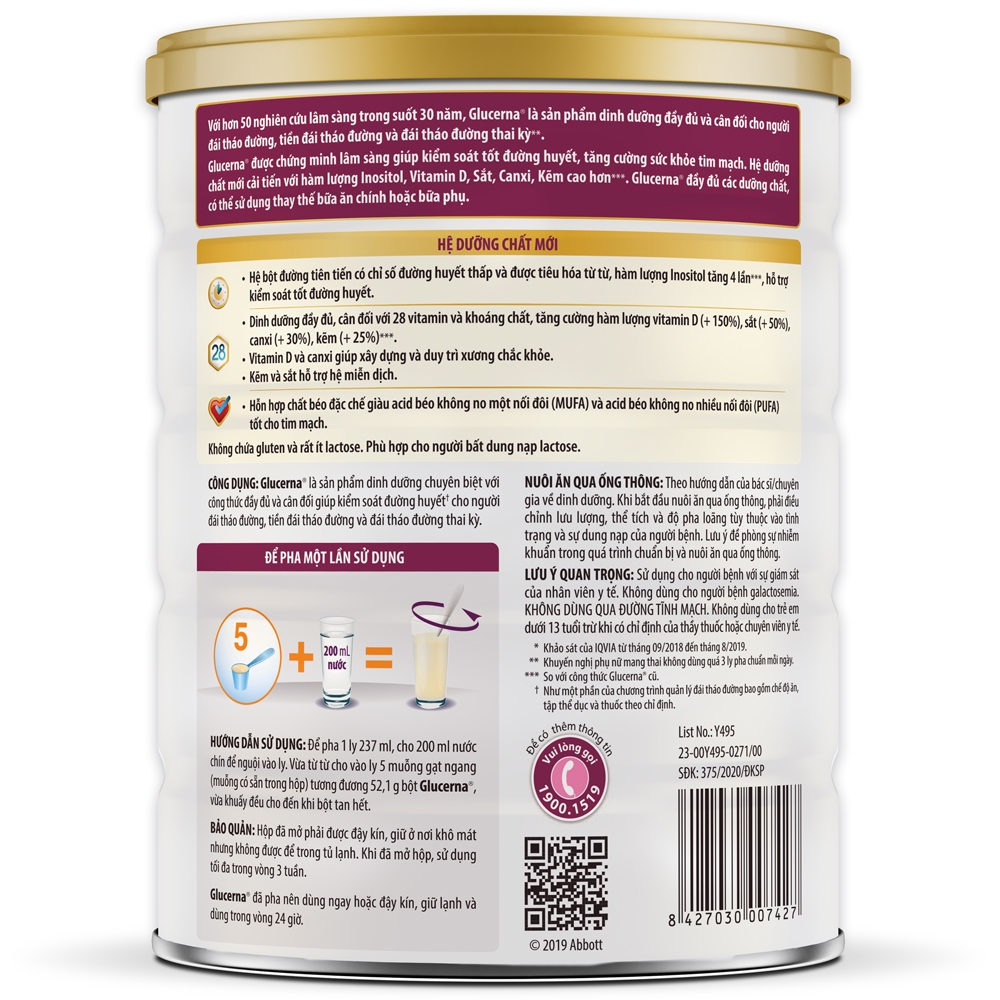 Với hơn 50 nghiên cứu lâm sàng trong suốt 30 năm, Glucerna® là sản phẩm dinh dưỡng đầy đủ và cân đối cho người
đái tháo đường, tiền đái tháo đường và đái tháo đường thai kỳ**.
Glucerna® được chứng minh lâm sàng giúp kiểm soát tốt đường huyết, tăng cường sức khỏe tim mạch. Hệ dưỡng
chất mới cải tiến với hàm lượng Inositol, Vitamin D, Sắt, Canxi, Kẽm cao hơn***. Glucerna® đầy đủ các dưỡng chất,
có thể sử dụng thay thế bữa ăn chính hoặc bữa phụ.
HỆ DƯỠNG CHẤT MỚI
• Hệ bột đường tiên tiến có chỉ số đường huyết thấp và được tiêu hóa từ từ, hàm lượng Inositol tăng 4 lần***, hỗ trợ
kiểm soát tốt đường huyết.
28
• Dinh dưỡng đầy đủ, cân đối với 28 vitamin và khoáng chất, tăng cường hàm lượng vitamin D (+ 150%), sắt (+ 50%),
canxi (+ 30%), kẽm (+ 25%)***.
• Vitamin D và canxi giúp xây dựng và duy trì xương chắc khỏe.
• Kẽm và sắt hỗ trợ hệ miễn dịch.
• Hỗn hợp chất béo đặc chế giàu acid béo không no một nối đôi (MUFA) và acid béo không no nhiều nối đôi (PUFA)
tốt cho tim mạch.
Không chứa gluten và rất ít lactose. Phù hợp cho người bất dung nạp lactose.
CÔNG DỤNG: Glucerna® là sản phẩm dinh dưỡng chuyên biệt với
công thức đầy đủ và cân đối giúp kiểm soát đường huyết† cho người
đái tháo đường, tiền đái tháo đường và đái tháo đường thai kỳ.
ĐỂ PHA MỘT LẦN SỬ DỤNG
5
+
200 mL
nước
=
HƯỚNG DẪN SỬ DỤNG: Để pha 1 ly 237 ml, cho 200 ml nước
chín để nguội vào ly. Vừa từ từ cho vào ly 5 muỗng gạt ngang
(muỗng có sẵn trong hộp) tương đương 52,1 g bột Glucerna®,
vừa khuấy đều cho đến khi bột tan hết.
BẢO QUẢN: Hộp đã mở phải được đậy kín, giữ ở nơi khô mát
nhưng không được để trong tủ lạnh. Khi đã mở hộp, sử dụng
tối đa trong vòng 3 tuần.
Glucerna® đã pha nên dùng ngay hoặc đậy kín, giữ lạnh và
dùng trong vòng 24 giờ.
NUÔI ĂN QUA ỐNG THÔNG: Theo hướng dẫn của bác sĩ/chuyên
gia về dinh dưỡng. Khi bắt đầu nuôi ăn qua ống thông, phải điều
chỉnh lưu lượng, thể tích và độ pha loãng tùy thuộc vào tình
trạng và sự dung nạp của người bệnh. Lưu ý đề phòng sự nhiễm
khuẩn trong quá trình chuẩn bị và nuôi ăn qua ống thông.
LƯU Ý QUAN TRỌNG: Sử dụng cho người bệnh với sự giám sát
của nhân viên y tế. Không dùng cho người bệnh galactosemia.
KHÔNG DÙNG QUA ĐƯỜNG TĨNH MẠCH. Không dùng cho trẻ em
dưới 13 tuổi trừ khi có chỉ định của thầy thuốc hoặc chuyên viên y tế.
* Khảo sát của IQVIA từ tháng 09/2018 đến tháng 8/2019.
** Khuyến nghị phụ nữ mang thai không dùng quá 3 ly pha chuẩn mỗi ngày.
*** So với công thức Glucerna® cũ.
† Như một phần của chương trình quản lý đái tháo đường bao gồm chế độ ăn,
tập thể dục và thuốc theo chỉ định.
Để có thêm thông tin
Vui lòng gọi
1900.1519
List No.: Y495
23-00Y495-0271/00
SĐK: 375/2020/ĐKSP
8 427030 007427
© 2019 Abbott